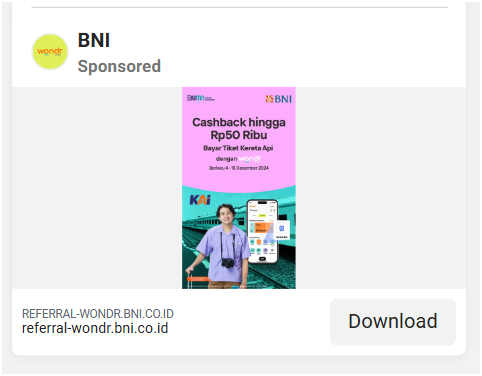 wondr
BNI
Sponsored
BUMN
BNI
Cashback hingga
Rp50 Ribu
Bayar Tiket Kereta Api
dengan wondr
Berlaku 4 - 15 Desember 2024
KAI
REFERRAL-WONDR.BNI.CO.ID
referral-wondr.bni.co.id
Download